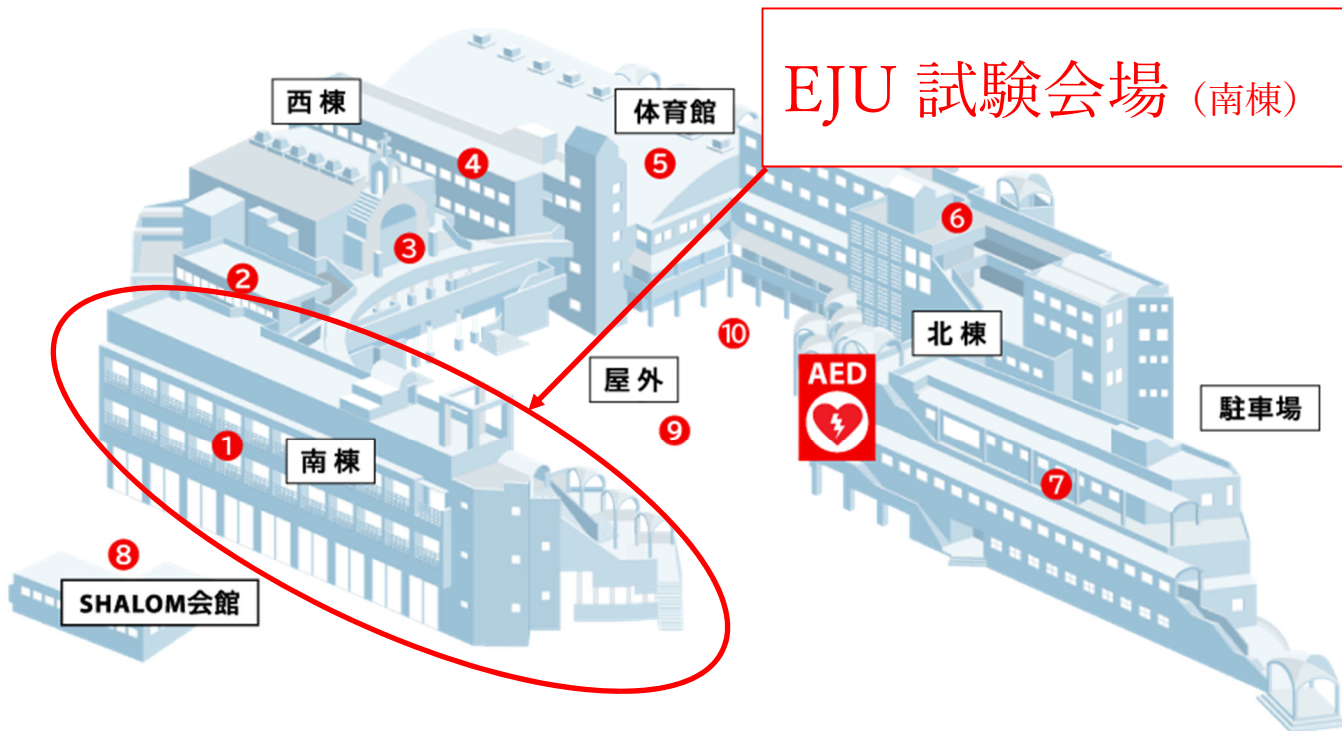 EJU 試験会場（南棟）
西棟
体育館
④
⑤
⑥
③
②
⑩
北棟
AED
屋外
駐車場
⑨
①
南棟
⑦
⑧
SHALOM会館